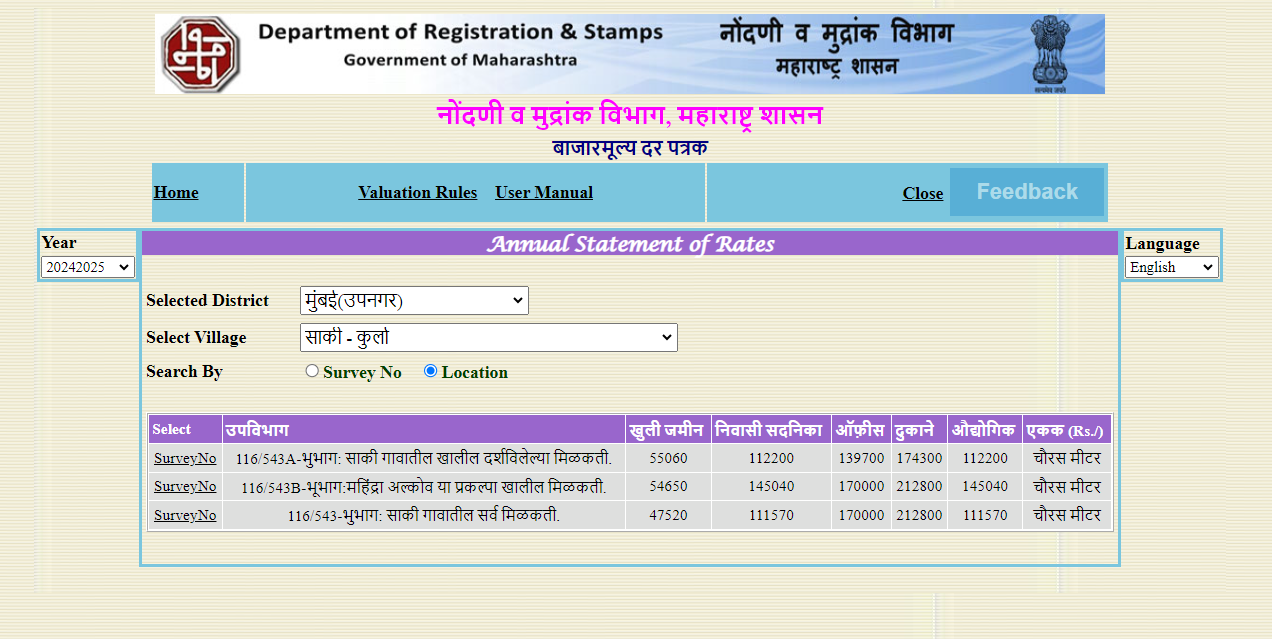 Department of Registration & Stamps
Government of Maharashtra
नोंदणी व मुद्रांक विभाग
महाराष्ट्र शासन
नोंदणी व मुद्रांक विभाग, महाराष्ट्र शासन
बाजारमूल्य दर पत्रक
Home Valuation Rules User Manual Close Feedback
Year
20242025
Annual Statement of Rates
Language
English
Selected District मुंबई(उपनगर)
Select Village साकी - कुर्ला
Search By Survey No Location
Select उपविभाग खुली जमीन निवासी सदनिका ऑफ़ीस दुकाने औद्योगिक एकक (Rs./)
SurveyNo 116/543A-भुभाग: साकी गावातील खालील दर्शविलेल्या मिळकती. 55060 112200 139700 174300 112200 चौरस मीटर
SurveyNo 116/543B-भूभाग:महिंद्रा अल्कोव या प्रकल्पा खालील मिळकती. 54650 145040 170000 212800 145040 चौरस मीटर
SurveyNo 116/543-भुभाग: साकी गावातील सर्व मिळकती. 47520 111570 170000 212800 111570 चौरस मीटर